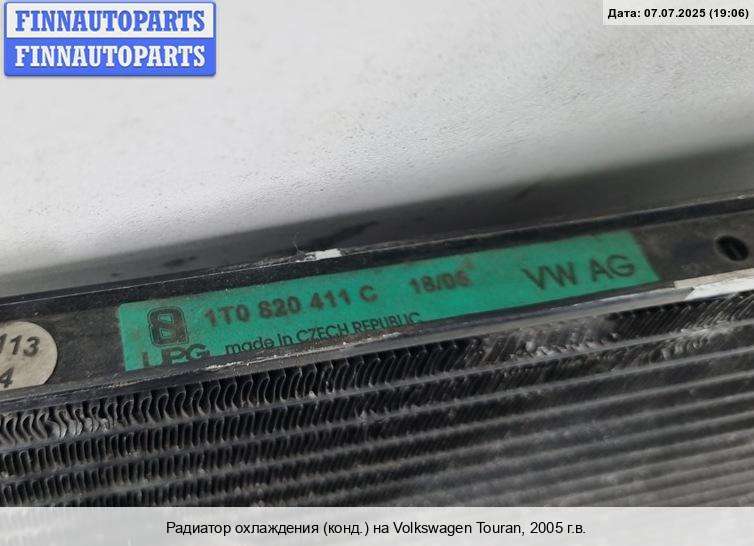 FINNAUTOPARTS
FINNAUTOPARTS
Дата: 07.07.2025 (19:06)
1T0 820 411 C 18/06 VW AG
made In CZECH REPUBLIC
113
4
Радиатор охлаждения (конд.) на Volkswagen Touran, 2005 г.в.